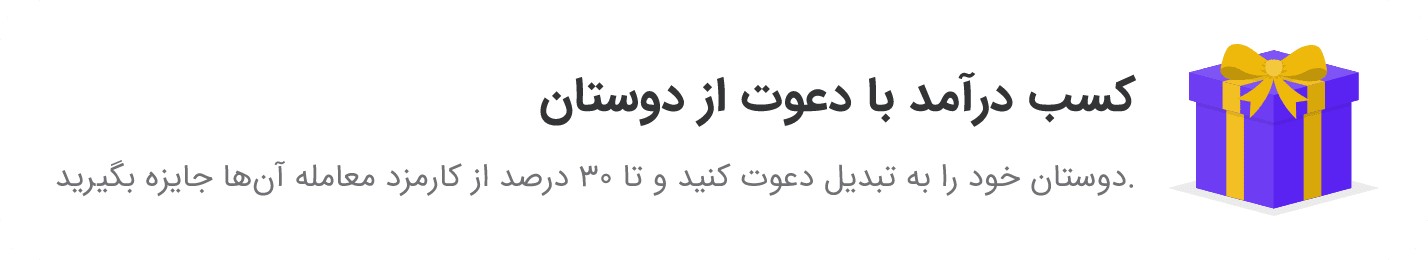 کسب درآمد با دعوت از دوستان
دوستان خود را به تبدیل دعوت کنید و تا ۳۰ درصد از کارمزد معامله آن‌ها جایزه بگیرید.